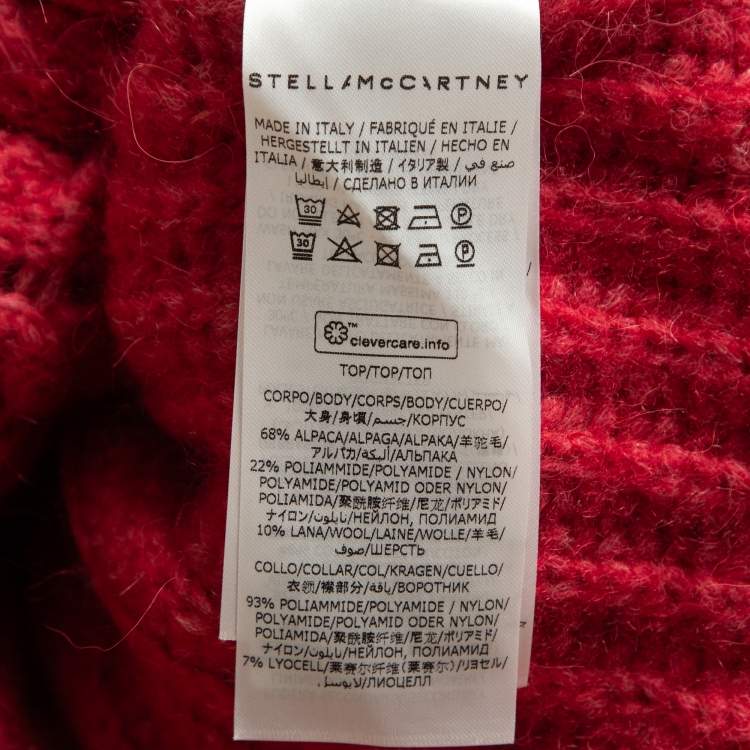 STELLA McCARTNEY
MADE IN ITALY / FABRIQUÉ EN ITALIE /
HERGESTELLT IN ITALIEN / HECHO EN
ITALIA / 意大利制造 / イタリア製 / صنع في
إيطاليا / СДЕЛАНО В ИТАЛИИ
30 P
30 P
™
clevercare.info
TOP/TOP/ТОП
CORPO/BODY/CORPS/BODY/CUERPO/
大身/身頃/جسم/КОРПУС
68% ALPACA/ALPAGA/ALPAKA/羊驼毛/
アルパカ/ألبكة/АЛЬПАКА
22% POLIAMMIDE/POLYAMIDE / NYLON/
POLYAMIDE/POLYAMID ODER NYLON/
POLIAMIDA/聚酰胺纤维/尼龙/ポリアミド/
ナイロン/نايلون/НЕЙЛОН, ПОЛИАМИД
10% LANA/WOOL/LAINE/WOLLE/羊毛/
صوف/ШЕРСТЬ
COLLO/COLLAR/COL/KRAGEN/CUELLO/
衣领/襟部分/ياقة/ВОРОТНИК
93% POLIAMMIDE/POLYAMIDE / NYLON/
POLYAMIDE/POLYAMID ODER NYLON/
POLIAMIDA/聚酰胺纤维/尼龙/ポリアミド/
ナイロン/نايلون/НЕЙЛОН, ПОЛИАМИД
7% LYOCELL/莱赛尔纤维(莱赛尔)/リヨセル/
لايوسل/ЛИОЦЕЛЛ